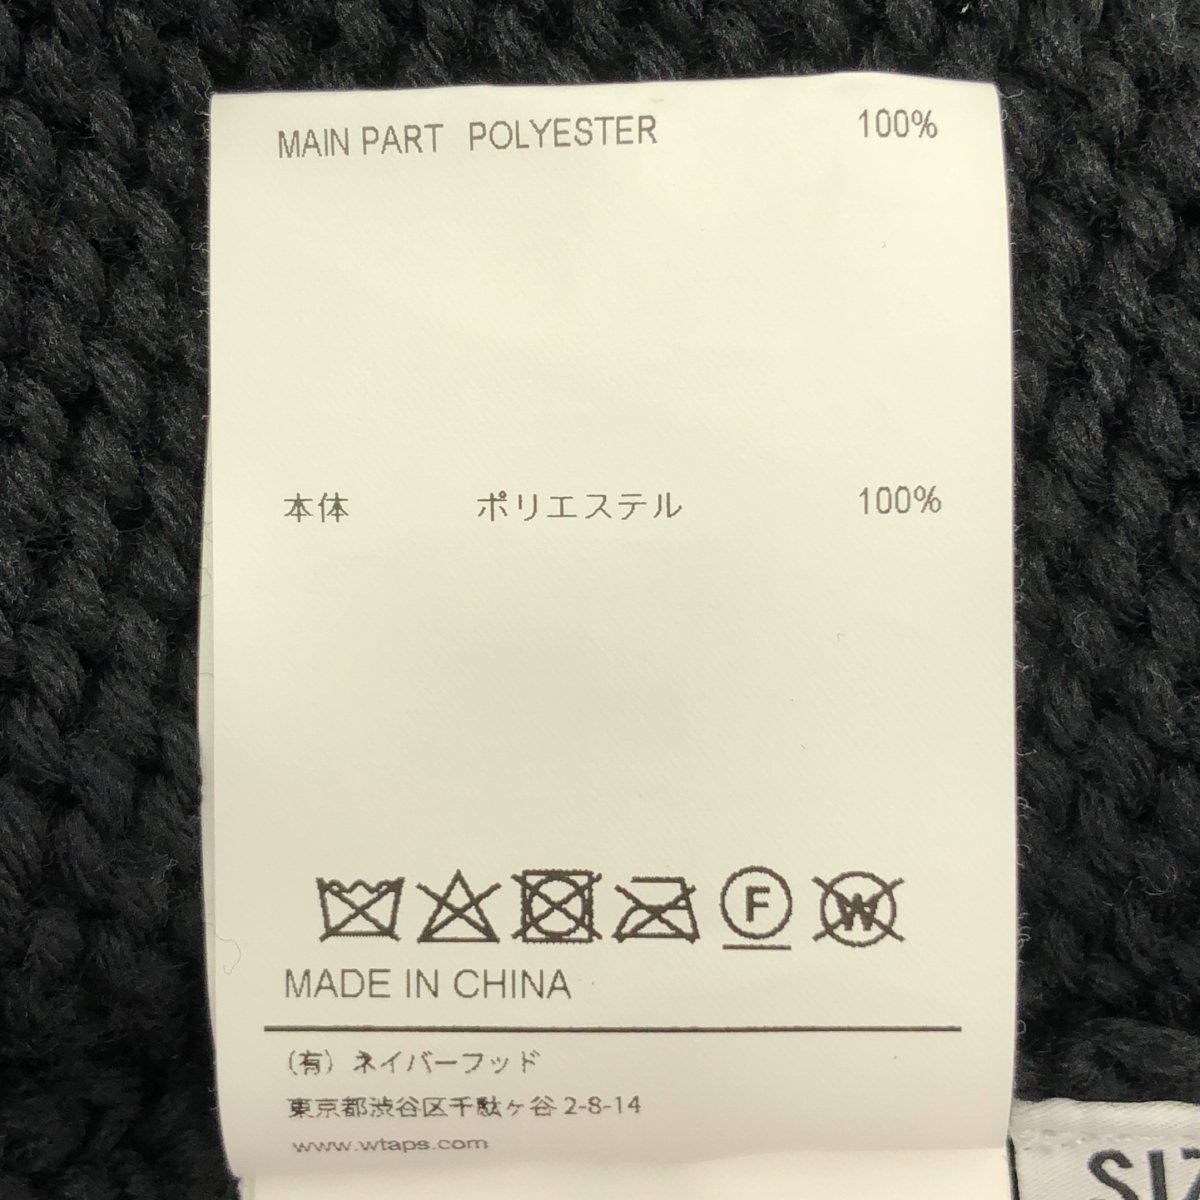 MAIN PART POLYESTER 100%
本体 ポリエステル 100%
F W
MADE IN CHINA
(有) ネイバーフッド
東京都渋谷区千駄ヶ谷 2-8-14
www.wtaps.com